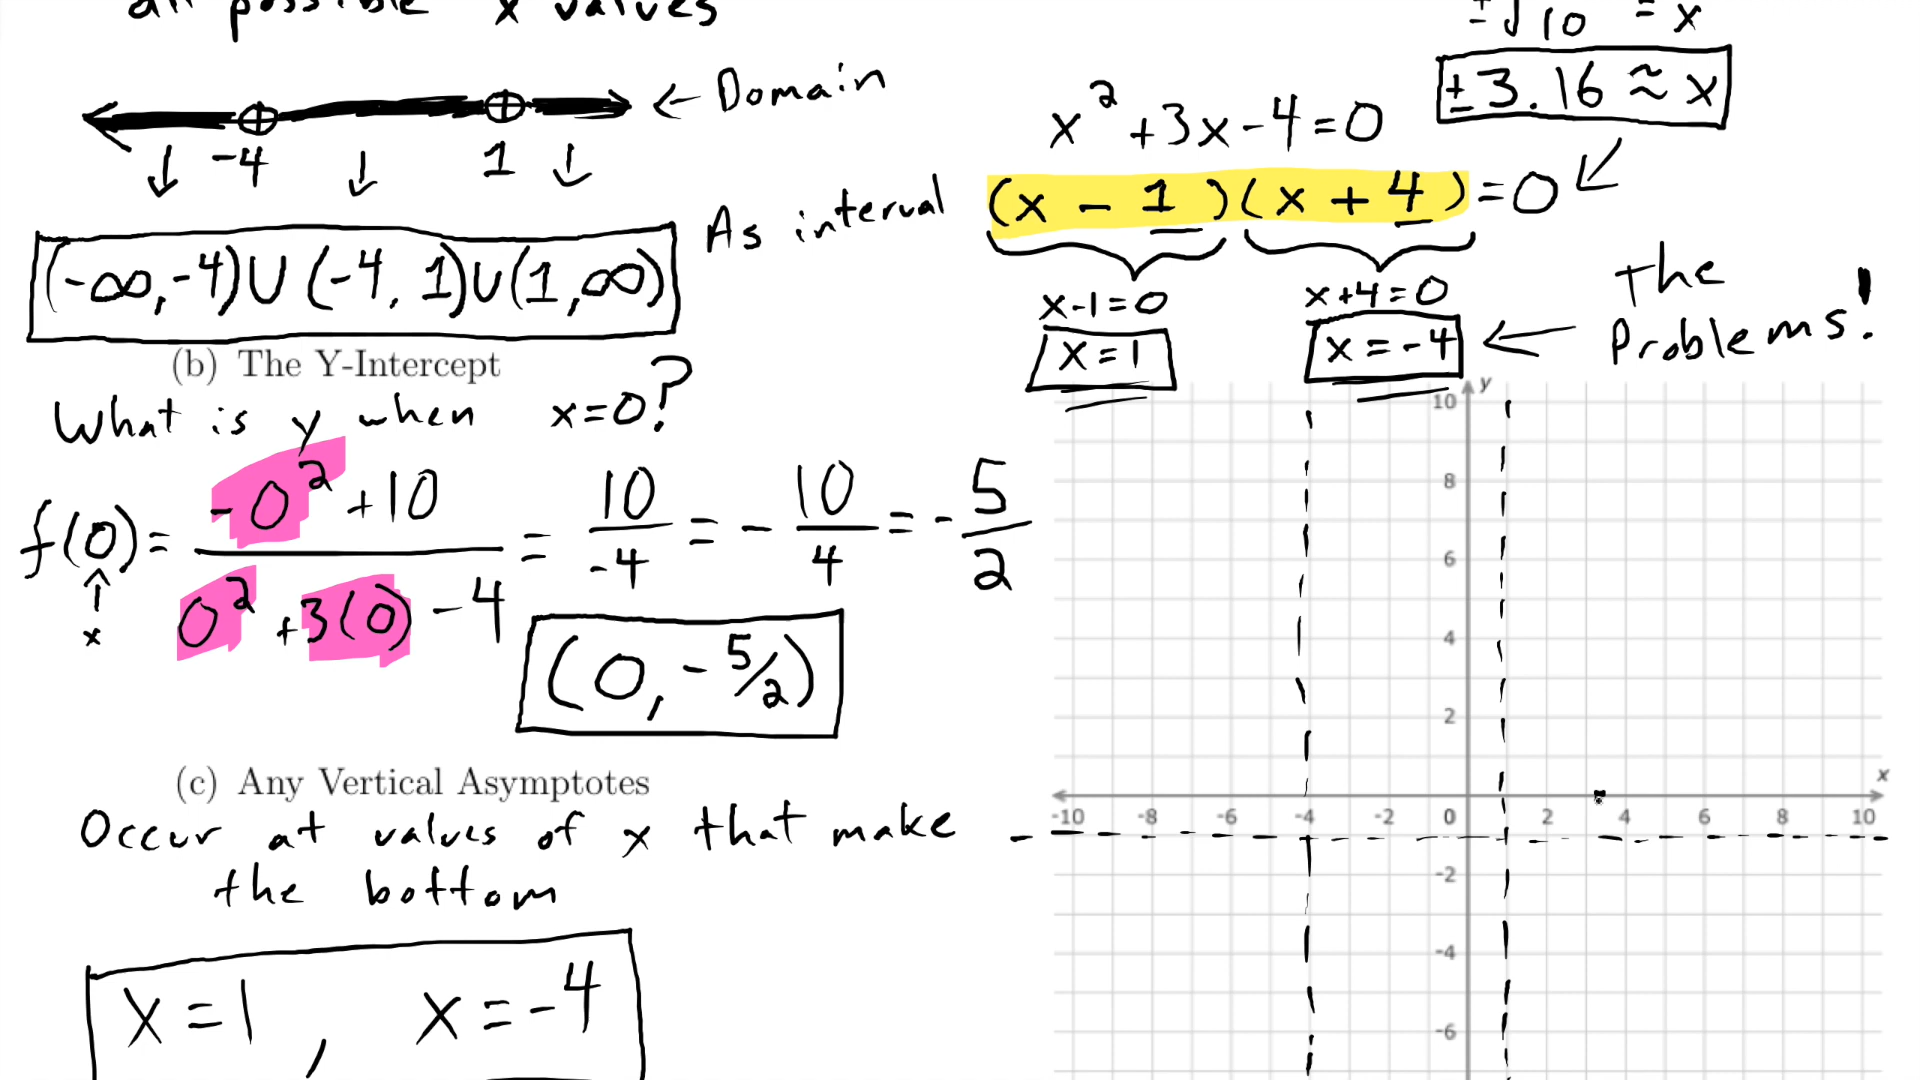 all possible x values
← Domain
-4 1
(-∞,-4)∪(-4,1)∪(1,∞)
As interval
(b) The Y-Intercept
What is y when x=0?
f(0)= -0²+10 / 0²+3(0)-4 = 10/-4 = - 10/4 = - 5/2
↑
x
(0,-5/2)
(c) Any Vertical Asymptotes
Occur at values of x that make
the bottom
x=1, x=-4
±√10 = x
±3.16 ≈ x
x²+3x-4=0
(x - 1)(x + 4)=0
x-1=0 x+4=0
x=1 x=-4
The
Problems!
y
10
8
6
4
2
x
-10 -8 -6 -4 -2 0 2 4 6 8 10
-2
-4
-6